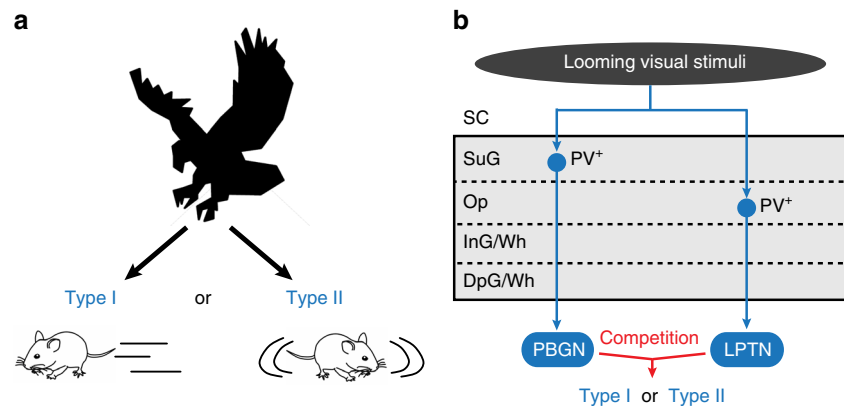 a
Type I or Type II
b
Looming visual stimuli
SC
SuG PV⁺
Op PV⁺
InG/Wh
DpG/Wh
PBGN Competition LPTN
Type I or Type II